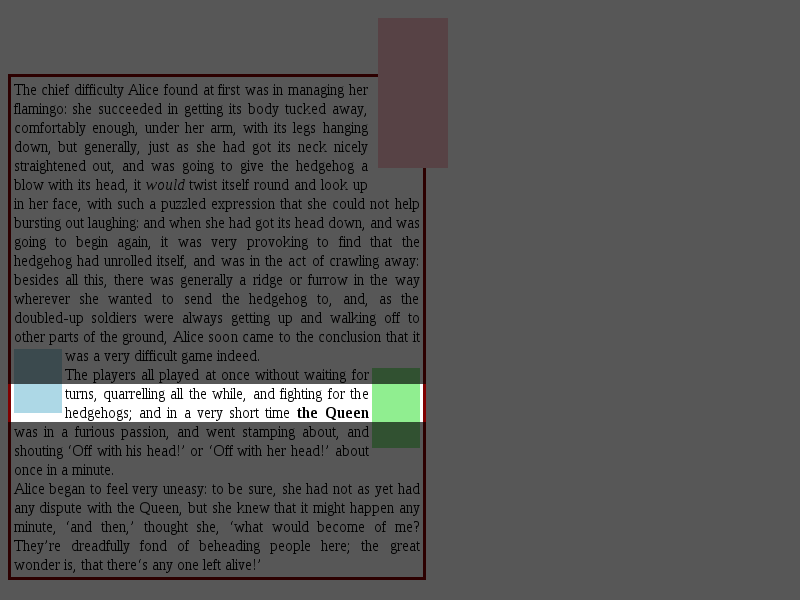 The chief difficulty Alice found at first was in managing her
flamingo: she succeeded in getting its body tucked away,
comfortably enough, under her arm, with its legs hanging
down, but generally, just as she had got its neck nicely
straightened out, and was going to give the hedgehog a
blow with its head, it would twist itself round and look up
in her face, with such a puzzled expression that she could not help
bursting out laughing: and when she had got its head down, and was
going to begin again, it was very provoking to find that the
hedgehog had unrolled itself, and was in the act of crawling away:
besides all this, there was generally a ridge or furrow in the way
wherever she wanted to send the hedgehog to, and, as the
doubled-up soldiers were always getting up and walking off to
other parts of the ground, Alice soon came to the conclusion that it
was a very difficult game indeed.
The players all played at once without waiting for
turns, quarrelling all the while, and fighting for the
hedgehogs; and in a very short time the Queen
was in a furious passion, and went stamping about, and
shouting ‘Off with his head!’ or ‘Off with her head!’ about
once in a minute.
Alice began to feel very uneasy: to be sure, she had not as yet had
any dispute with the Queen, but she knew that it might happen any
minute, ‘and then,’ thought she, ‘what would become of me?
They’re dreadfully fond of beheading people here; the great
wonder is, that there’s any one left alive!’